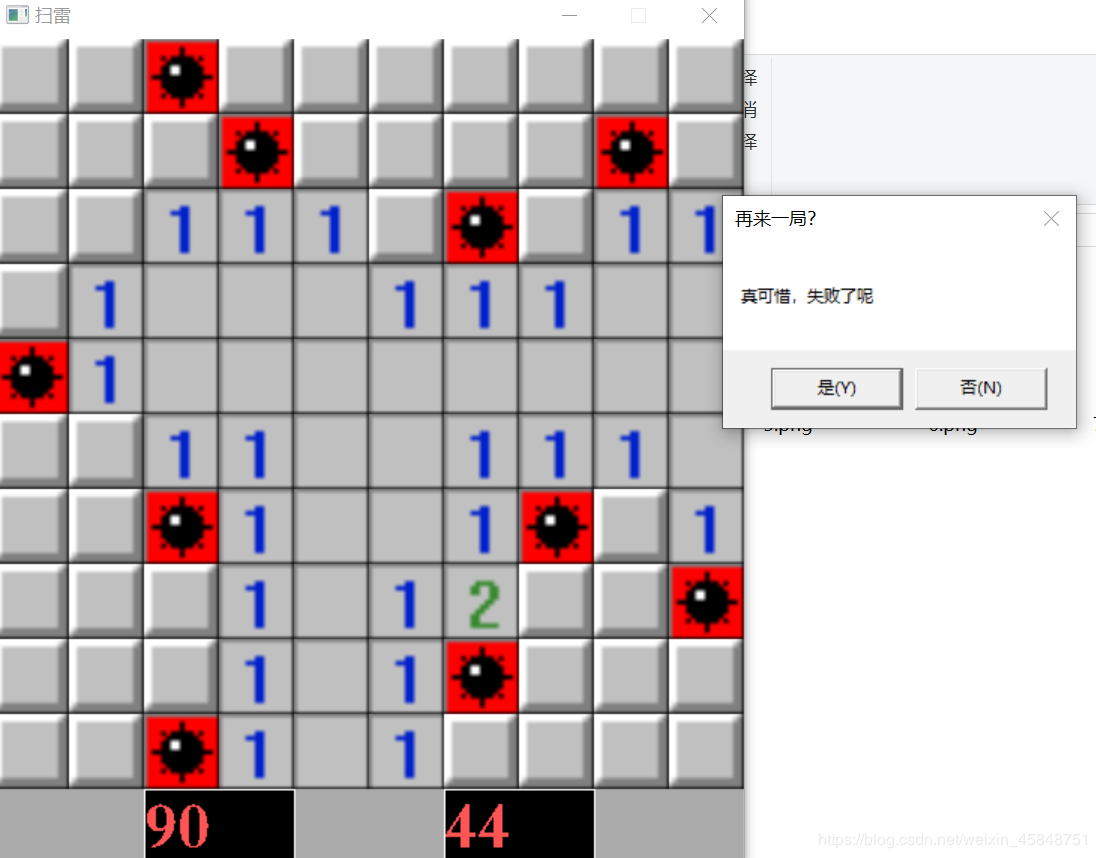 扫雷
择
肖
择
再来一局?
真可惜，失败了呢
是(Y) 否(N)
1 1 1 1 1
1 1 1 1
1
1 1 1 1 1
1 1 1
1 1 2
1 1
1 1
90 44
https://blog.csdn.net/weixin_45848751